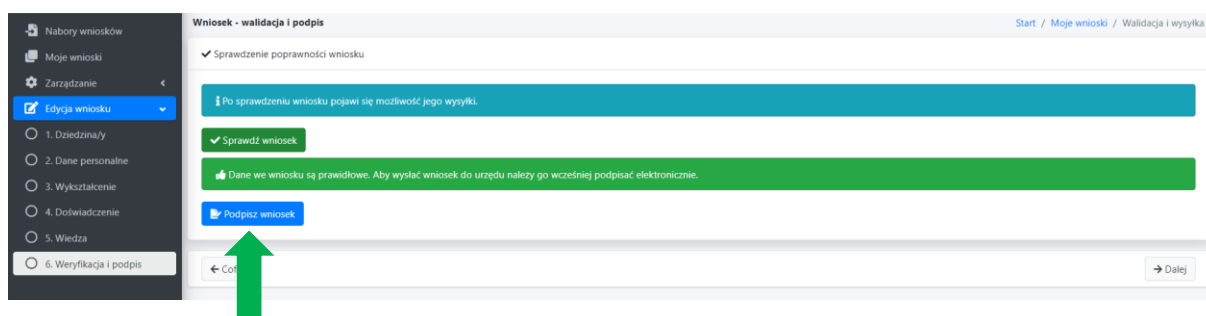 Nabory wniosków
Moje wnioski
Zarządzanie
Edycja wniosku
1. Dziedzina/y
2. Dane personalne
3. Wykształcenie
4. Doświadczenie
5. Wiedza
6. Weryfikacja i podpis
Wniosek - walidacja i podpis
Start / Moje wnioski / Walidacja i wysyłka
Sprawdzenie poprawności wniosku
Po sprawdzeniu wniosku pojawi się możliwość jego wysyłki.
Sprawdź wniosek
Dane we wniosku są prawidłowe. Aby wysłać wniosek do urzędu należy go wcześniej podpisać elektronicznie.
Podpisz wniosek
Dalej